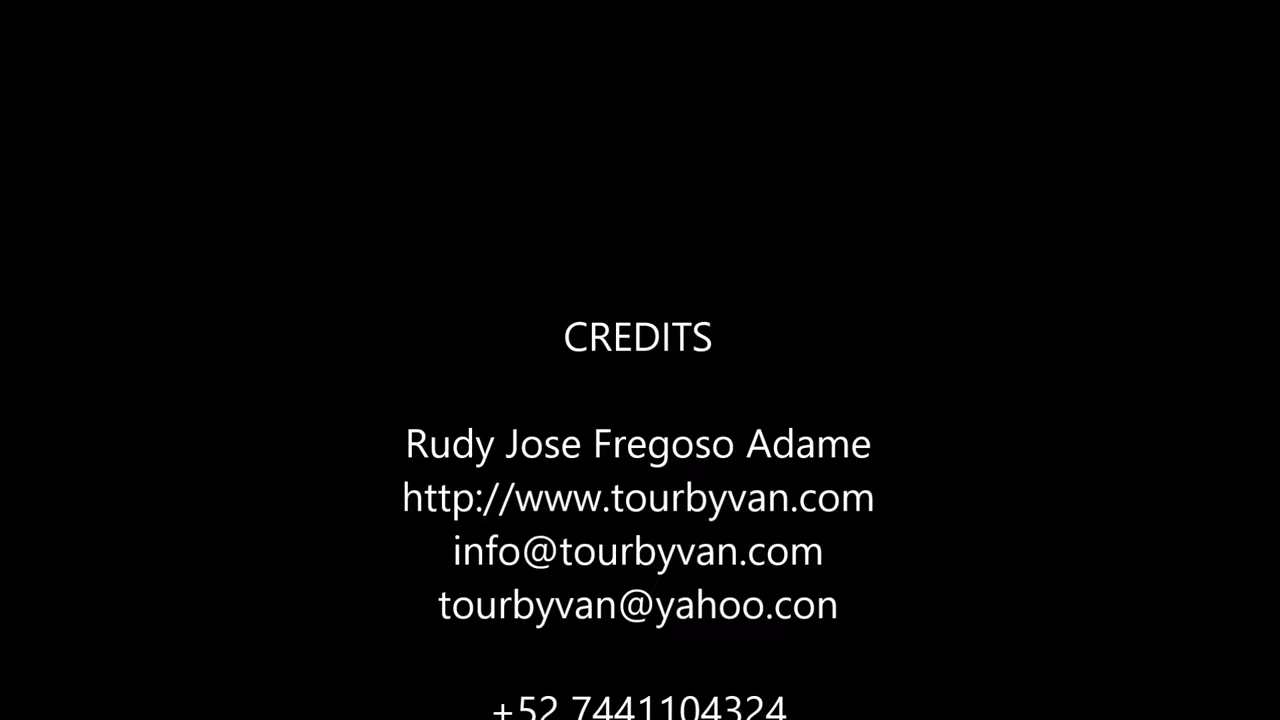 CREDITS
Rudy Jose Fregoso Adame
http://www.tourbyvan.com
info@tourbyvan.com
tourbyvan@yahoo.con
+52 7441104324